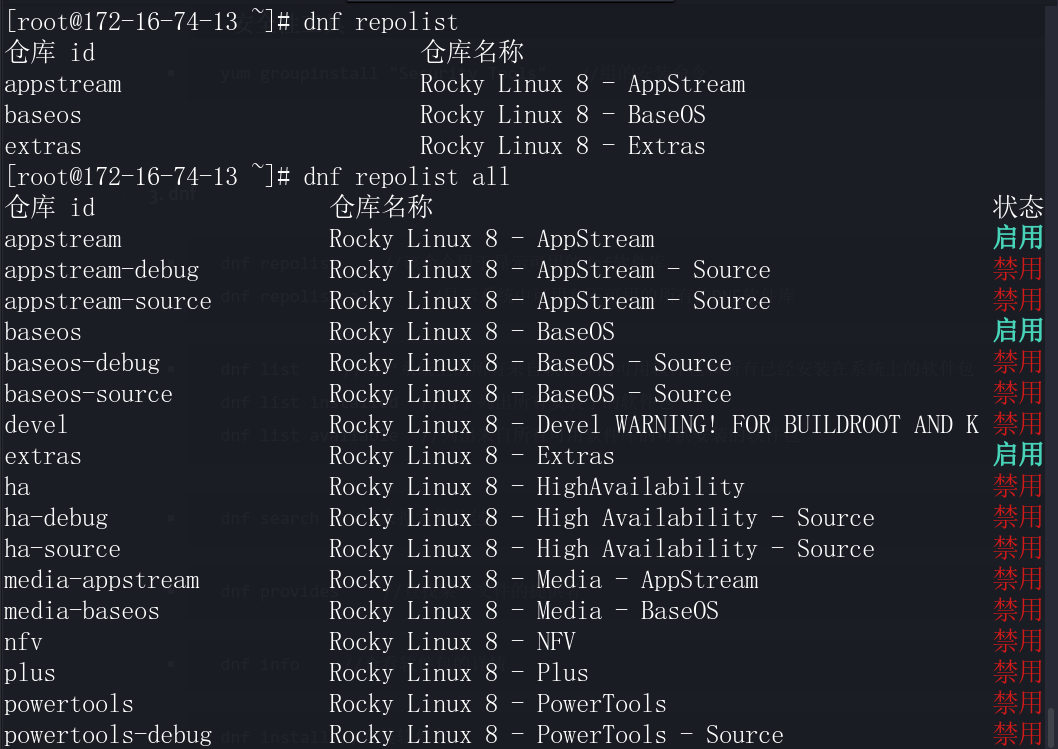 [root@172-16-74-13 ~]# dnf repolist
仓库 id 仓库名称
appstream Rocky Linux 8 - AppStream
baseos Rocky Linux 8 - BaseOS
extras Rocky Linux 8 - Extras
[root@172-16-74-13 ~]# dnf repolist all
仓库 id 仓库名称 状态
appstream Rocky Linux 8 - AppStream 启用
appstream-debug Rocky Linux 8 - AppStream - Source 禁用
appstream-source Rocky Linux 8 - AppStream - Source 禁用
baseos Rocky Linux 8 - BaseOS 启用
baseos-debug Rocky Linux 8 - BaseOS - Source 禁用
baseos-source Rocky Linux 8 - BaseOS - Source 禁用
devel Rocky Linux 8 - Devel WARNING! FOR BUILDROOT AND K 禁用
extras Rocky Linux 8 - Extras 启用
ha Rocky Linux 8 - HighAvailability 禁用
ha-debug Rocky Linux 8 - High Availability - Source 禁用
ha-source Rocky Linux 8 - High Availability - Source 禁用
media-appstream Rocky Linux 8 - Media - AppStream 禁用
media-baseos Rocky Linux 8 - Media - BaseOS 禁用
nfv Rocky Linux 8 - NFV 禁用
plus Rocky Linux 8 - Plus 禁用
powertools Rocky Linux 8 - PowerTools 禁用
powertools-debug Rocky Linux 8 - PowerTools - Source 禁用